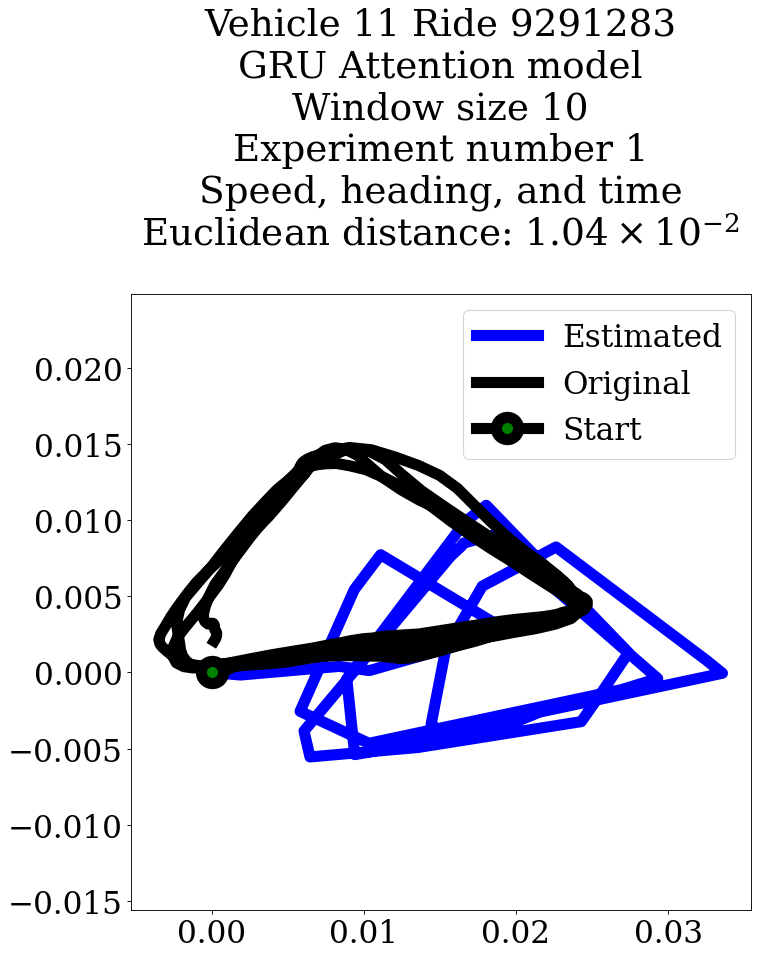 Vehicle 11 Ride 9291283
GRU Attention model
Window size 10
Experiment number 1
Speed, heading, and time
Euclidean distance: 1.04 × 10⁻²
Estimated
Original
Start
0.020
0.015
0.010
0.005
0.000
−0.005
−0.010
−0.015
0.00 0.01 0.02 0.03